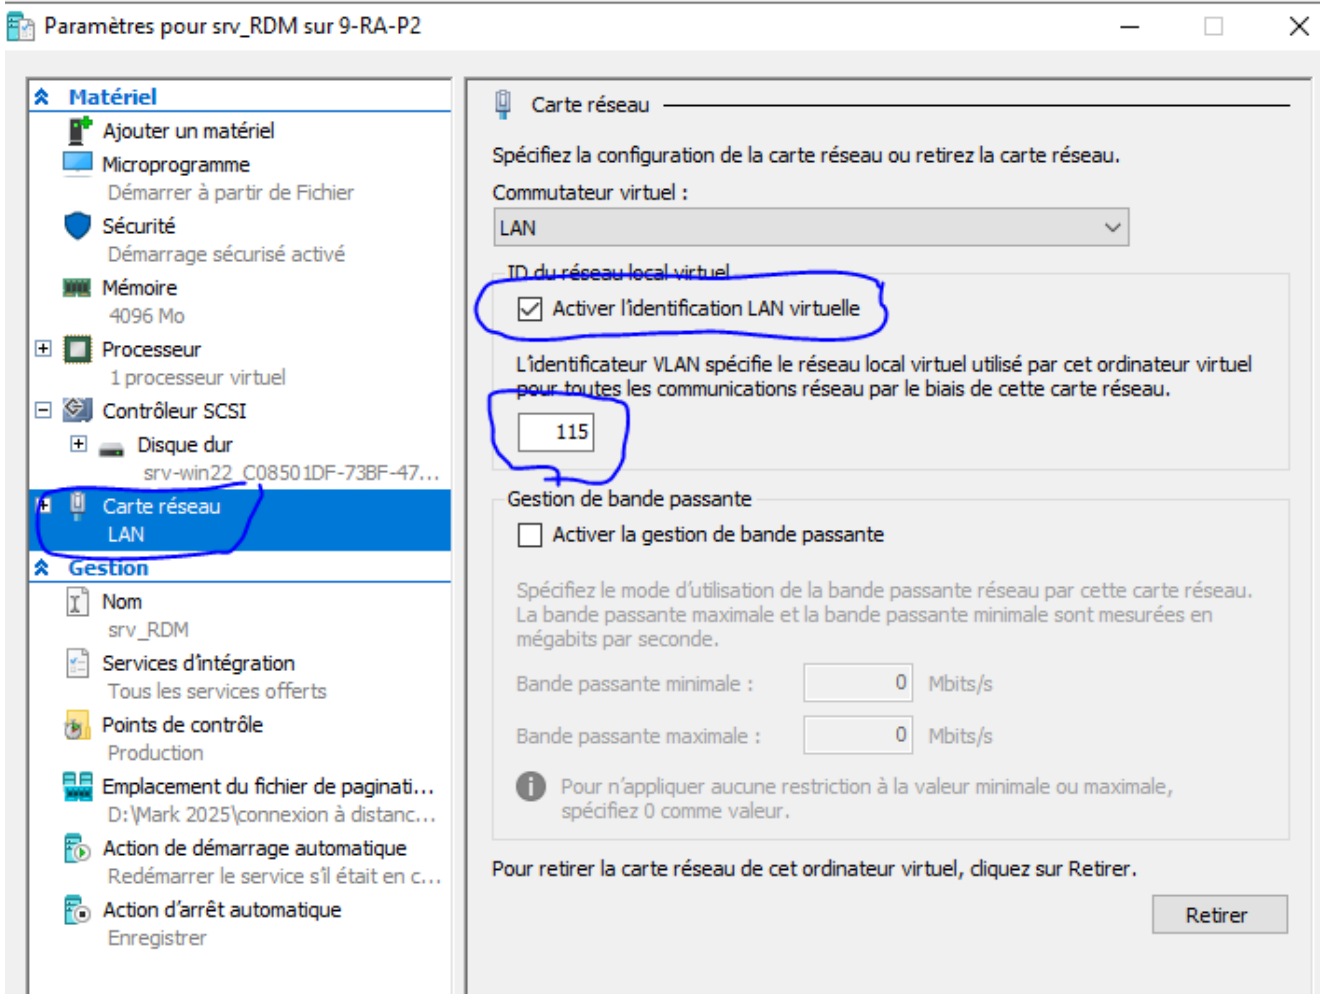 Paramètres pour srv_RDM sur 9-RA-P2
Matériel
Ajouter un matériel
Microprogramme
Démarrer à partir de Fichier
Sécurité
Démarrage sécurisé activé
Mémoire
4096 Mo
Processeur
1 processeur virtuel
Contrôleur SCSI
Disque dur
srv-win22_C08501DF-73BF-47...
Carte réseau
LAN
Gestion
Nom
srv_RDM
Services d'intégration
Tous les services offerts
Points de contrôle
Production
Emplacement du fichier de paginati...
D:\Mark 2025\connexion à distanc...
Action de démarrage automatique
Redémarrer le service s'il était en c...
Action d'arrêt automatique
Enregistrer
Carte réseau
Spécifiez la configuration de la carte réseau ou retirez la carte réseau.
Commutateur virtuel :
LAN
ID du réseau local virtuel
Activer l'identification LAN virtuelle
L'identificateur VLAN spécifie le réseau local virtuel utilisé par cet ordinateur virtuel
pour toutes les communications réseau par le biais de cette carte réseau.
115
Gestion de bande passante
Activer la gestion de bande passante
Spécifiez le mode d'utilisation de la bande passante réseau par cette carte réseau.
La bande passante maximale et la bande passante minimale sont mesurées en
mégabits par seconde.
Bande passante minimale : 0 Mbits/s
Bande passante maximale : 0 Mbits/s
Pour n'appliquer aucune restriction à la valeur minimale ou maximale,
spécifiez 0 comme valeur.
Pour retirer la carte réseau de cet ordinateur virtuel, cliquez sur Retirer.
Retirer